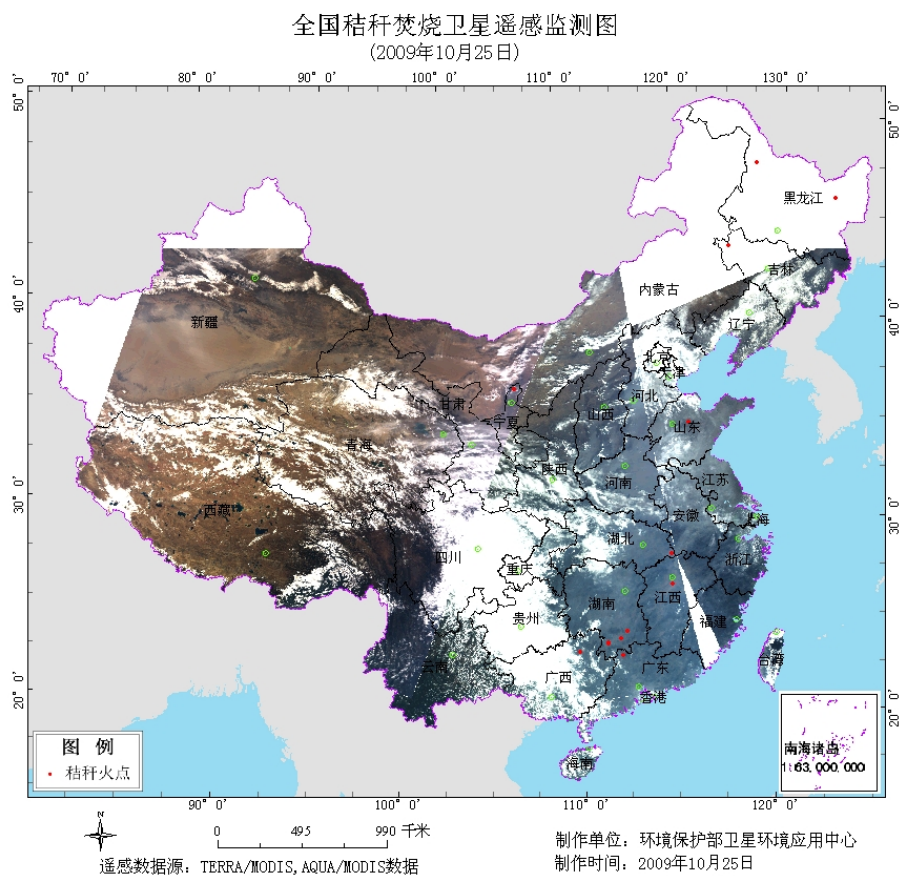 全国秸秆焚烧卫星遥感监测图
(2009年10月25日)
70° 0′ 80° 0′ 90° 0′ 100° 0′ 110° 0′ 120° 0′ 130° 0′
50° 0′
50° 0′
黑龙江
吉林
内蒙古
40° 0′
40° 0′
新疆
辽宁
北京
天津
甘肃
河北
山西
宁夏
山东
青海
陕西
河南
江苏
30° 0′
30° 0′
西藏
安徽
上海
湖北
浙江
四川
重庆
湖南
江西
贵州
福建
云南
广西
广东
台湾
20° 0′
20° 0′
香港
海南
图 例
秸秆火点
南海诸岛
1:63,000,000
90° 0′ 100° 0′ 110° 0′ 120° 0′
N
0 495 990 千米
遥感数据源: TERRA/MODIS,AQUA/MODIS数据
制作单位: 环境保护部卫星环境应用中心
制作时间: 2009年10月25日